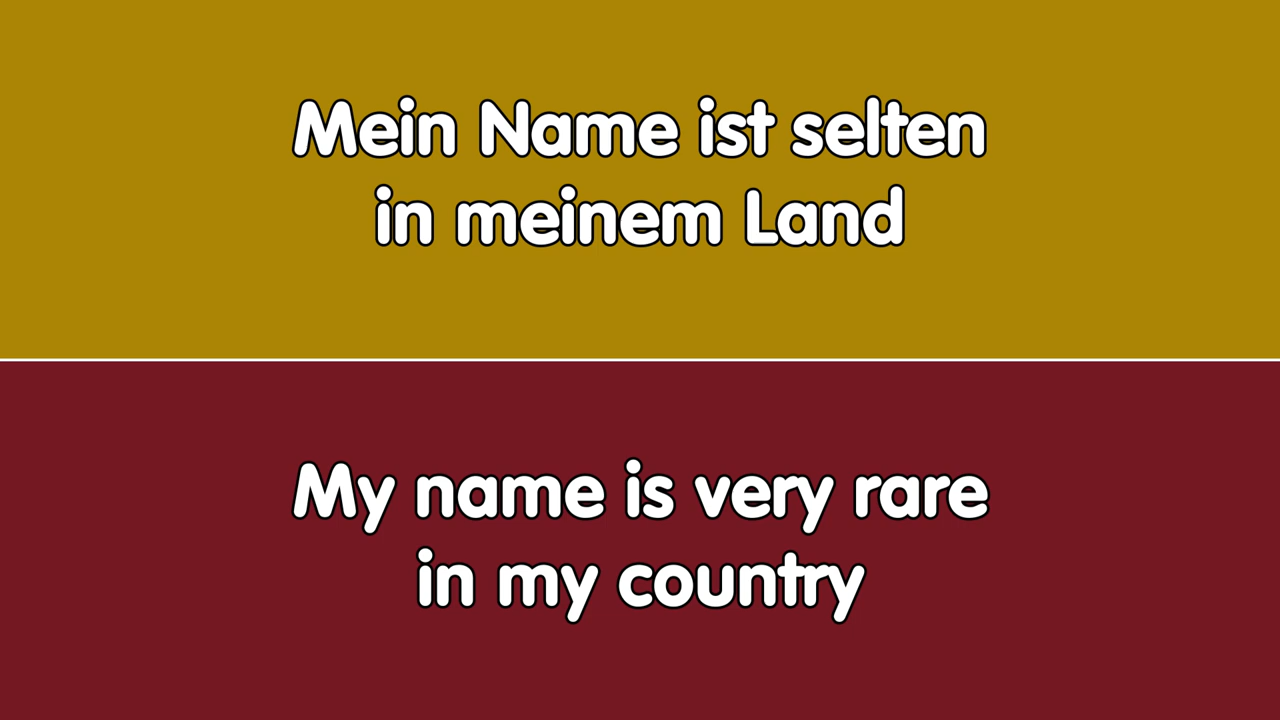 Mein Name ist selten
in meinem Land
My name is very rare
in my country